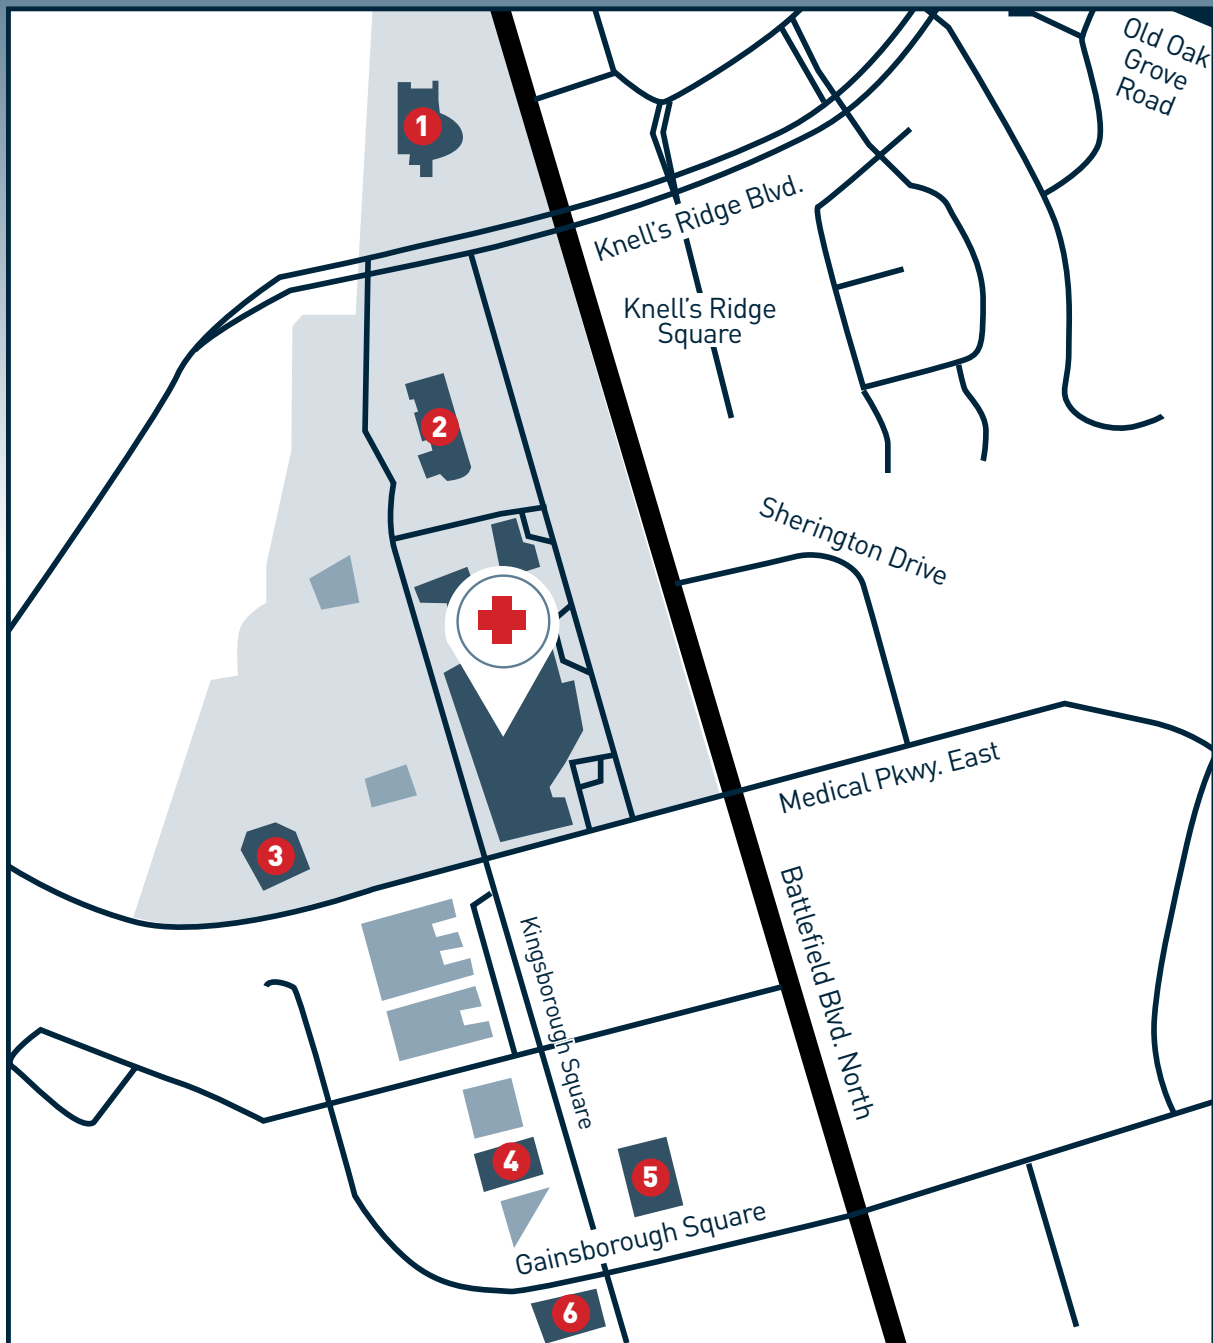 Old Oak
Grove
Road
1
Knell's Ridge Blvd.
Knell's Ridge
Square
2
Sherington Drive
Medical Pkwy. East
3
Battlefield Blvd. North
Kingsborough Square
4
5
Gainsborough Square
6